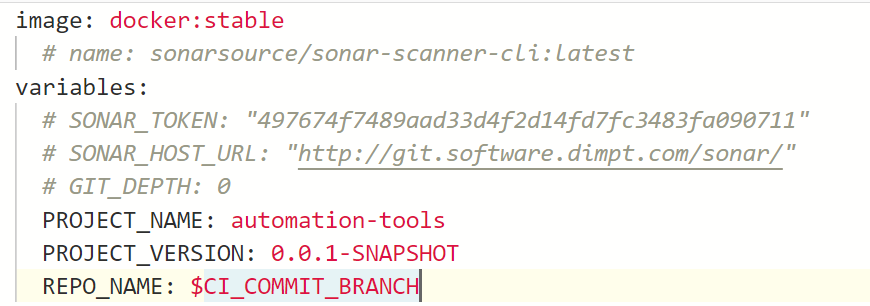 image: docker:stable
# name: sonarsource/sonar-scanner-cli:latest
variables:
# SONAR_TOKEN: "497674f7489aad33d4f2d14fd7fc3483fa090711"
# SONAR_HOST_URL: "http://git.software.dimpt.com/sonar/"
# GIT_DEPTH: 0
PROJECT_NAME: automation-tools
PROJECT_VERSION: 0.0.1-SNAPSHOT
REPO_NAME: $CI_COMMIT_BRANCH